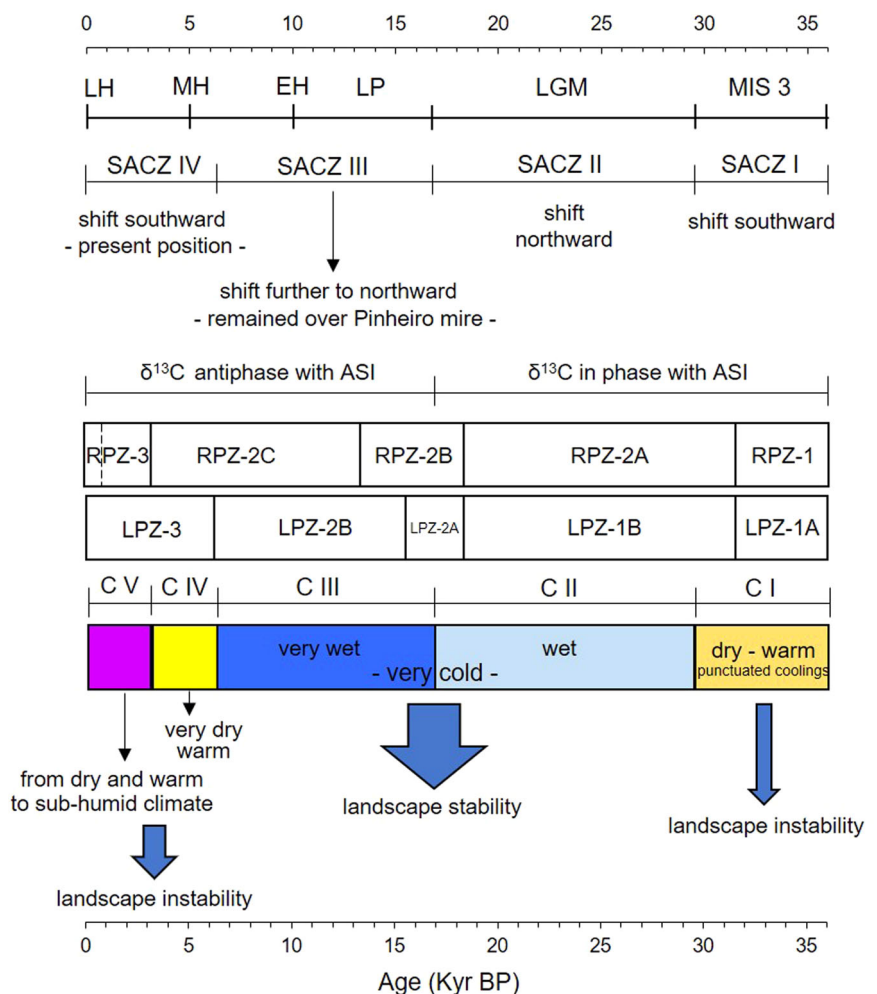 0 5 10 15 20 25 30 35
LH MH EH LP LGM MIS 3
SACZ IV SACZ III SACZ II SACZ I
shift southward
- present position -
shift
northward
shift southward
shift further to northward
- remained over Pinheiro mire -
δ¹³C antiphase with ASI δ¹³C in phase with ASI
RPZ-3 RPZ-2C RPZ-2B RPZ-2A RPZ-1
LPZ-3 LPZ-2B LPZ-2A LPZ-1B LPZ-1A
C V C IV C III C II C I
very wet wet dry - warm
punctuated coolings
- very cold -
very dry
warm
from dry and warm
to sub-humid climate
landscape stability
landscape instability
landscape instability
0 5 10 15 20 25 30 35
Age (Kyr BP)